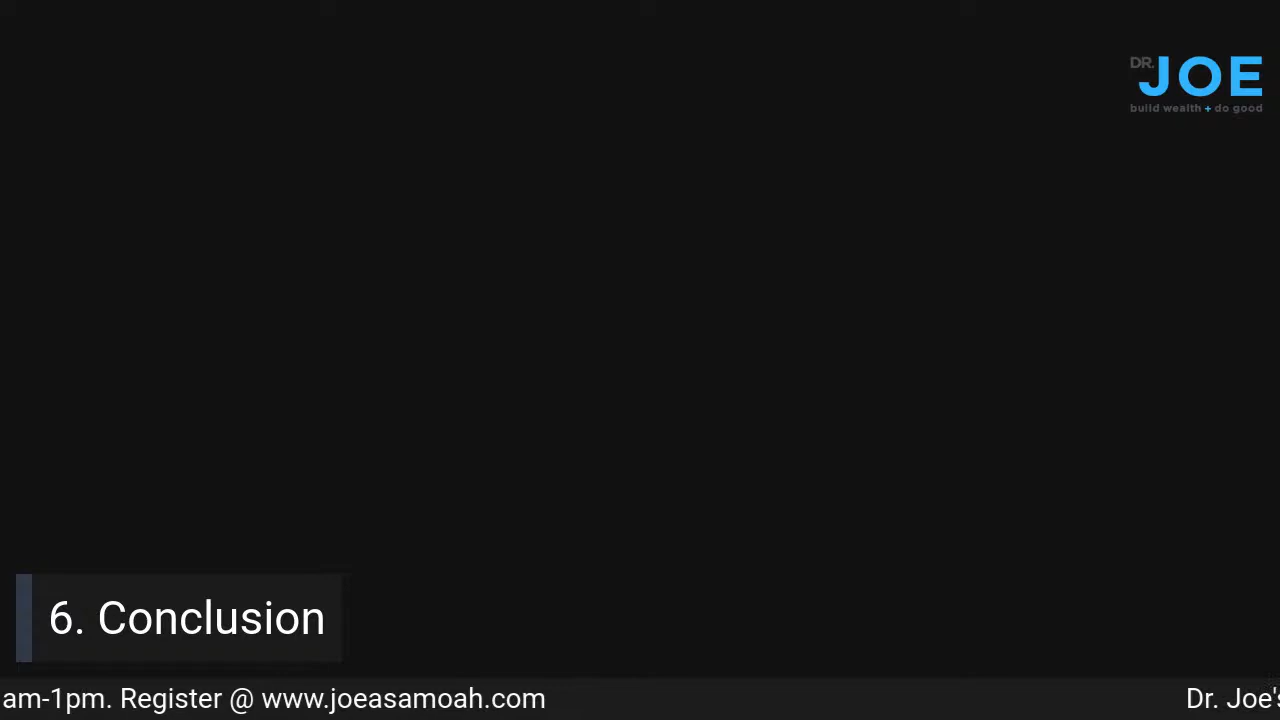 DR.
JOE
build wealth + do good
6. Conclusion
am-1pm. Register @ www.joeasamoah.com
Dr. Joe's